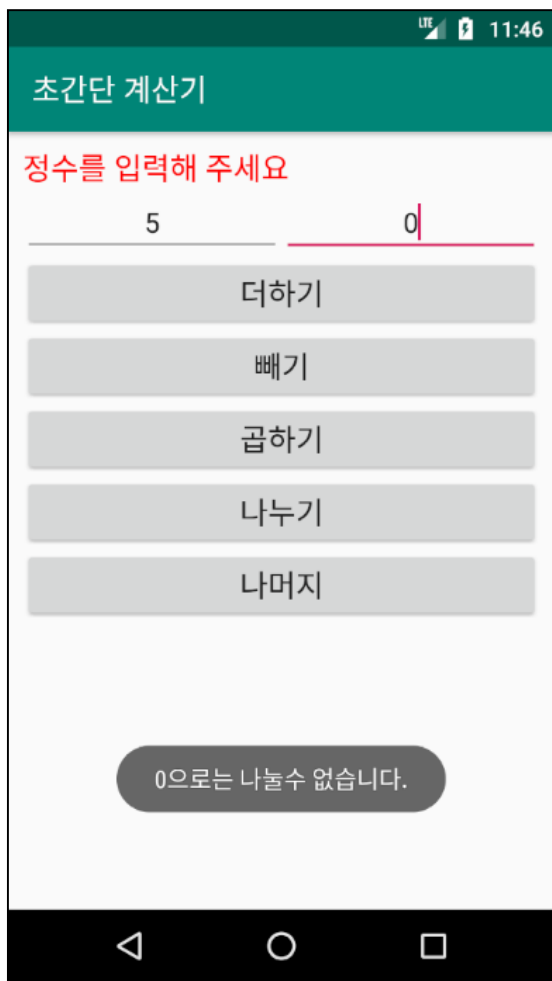 LTE 11:46
초간단 계산기
정수를 입력해 주세요
5 0
더하기
빼기
곱하기
나누기
나머지
0으로는 나눌수 없습니다.